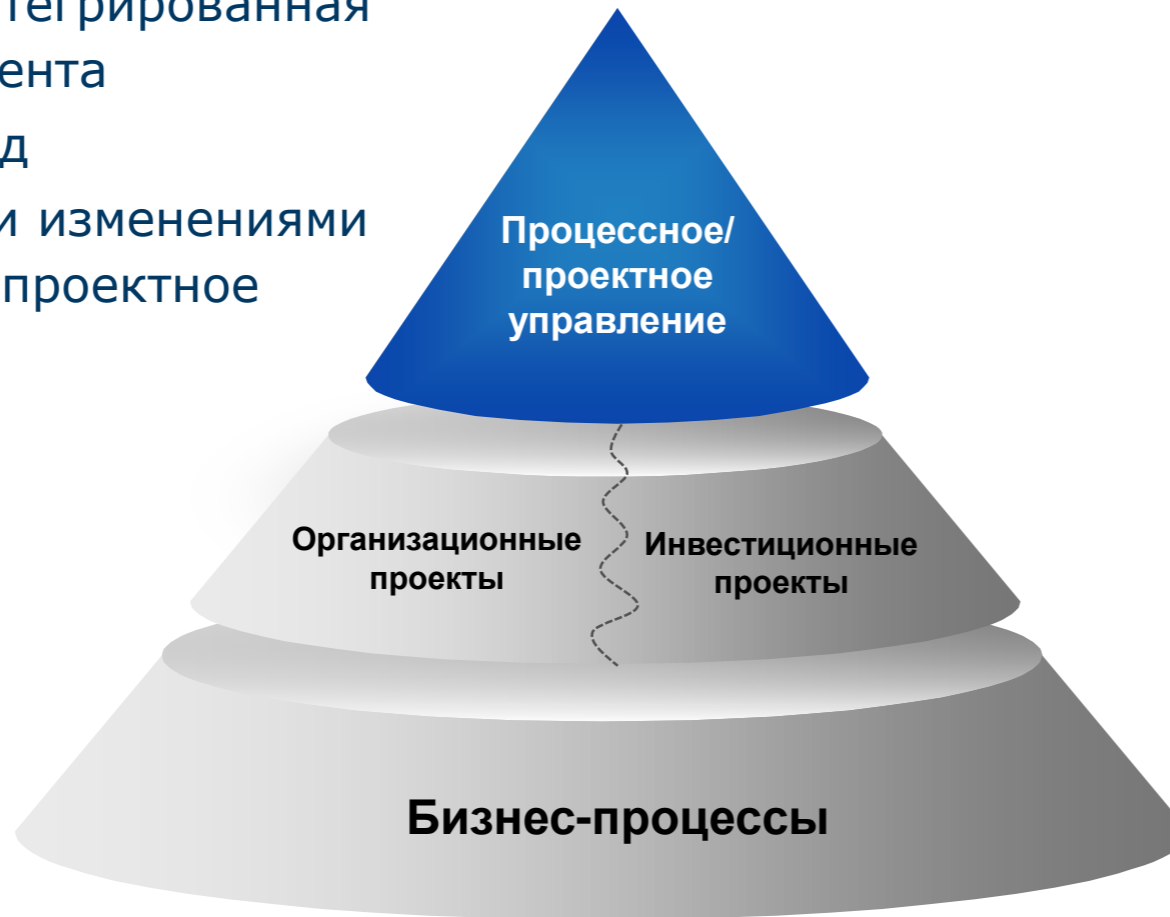 тегрированная
ента
д
и изменениями
проектное
Процессное/
проектное
управление
Организационные
проекты
Инвестиционные
проекты
Бизнес-процессы